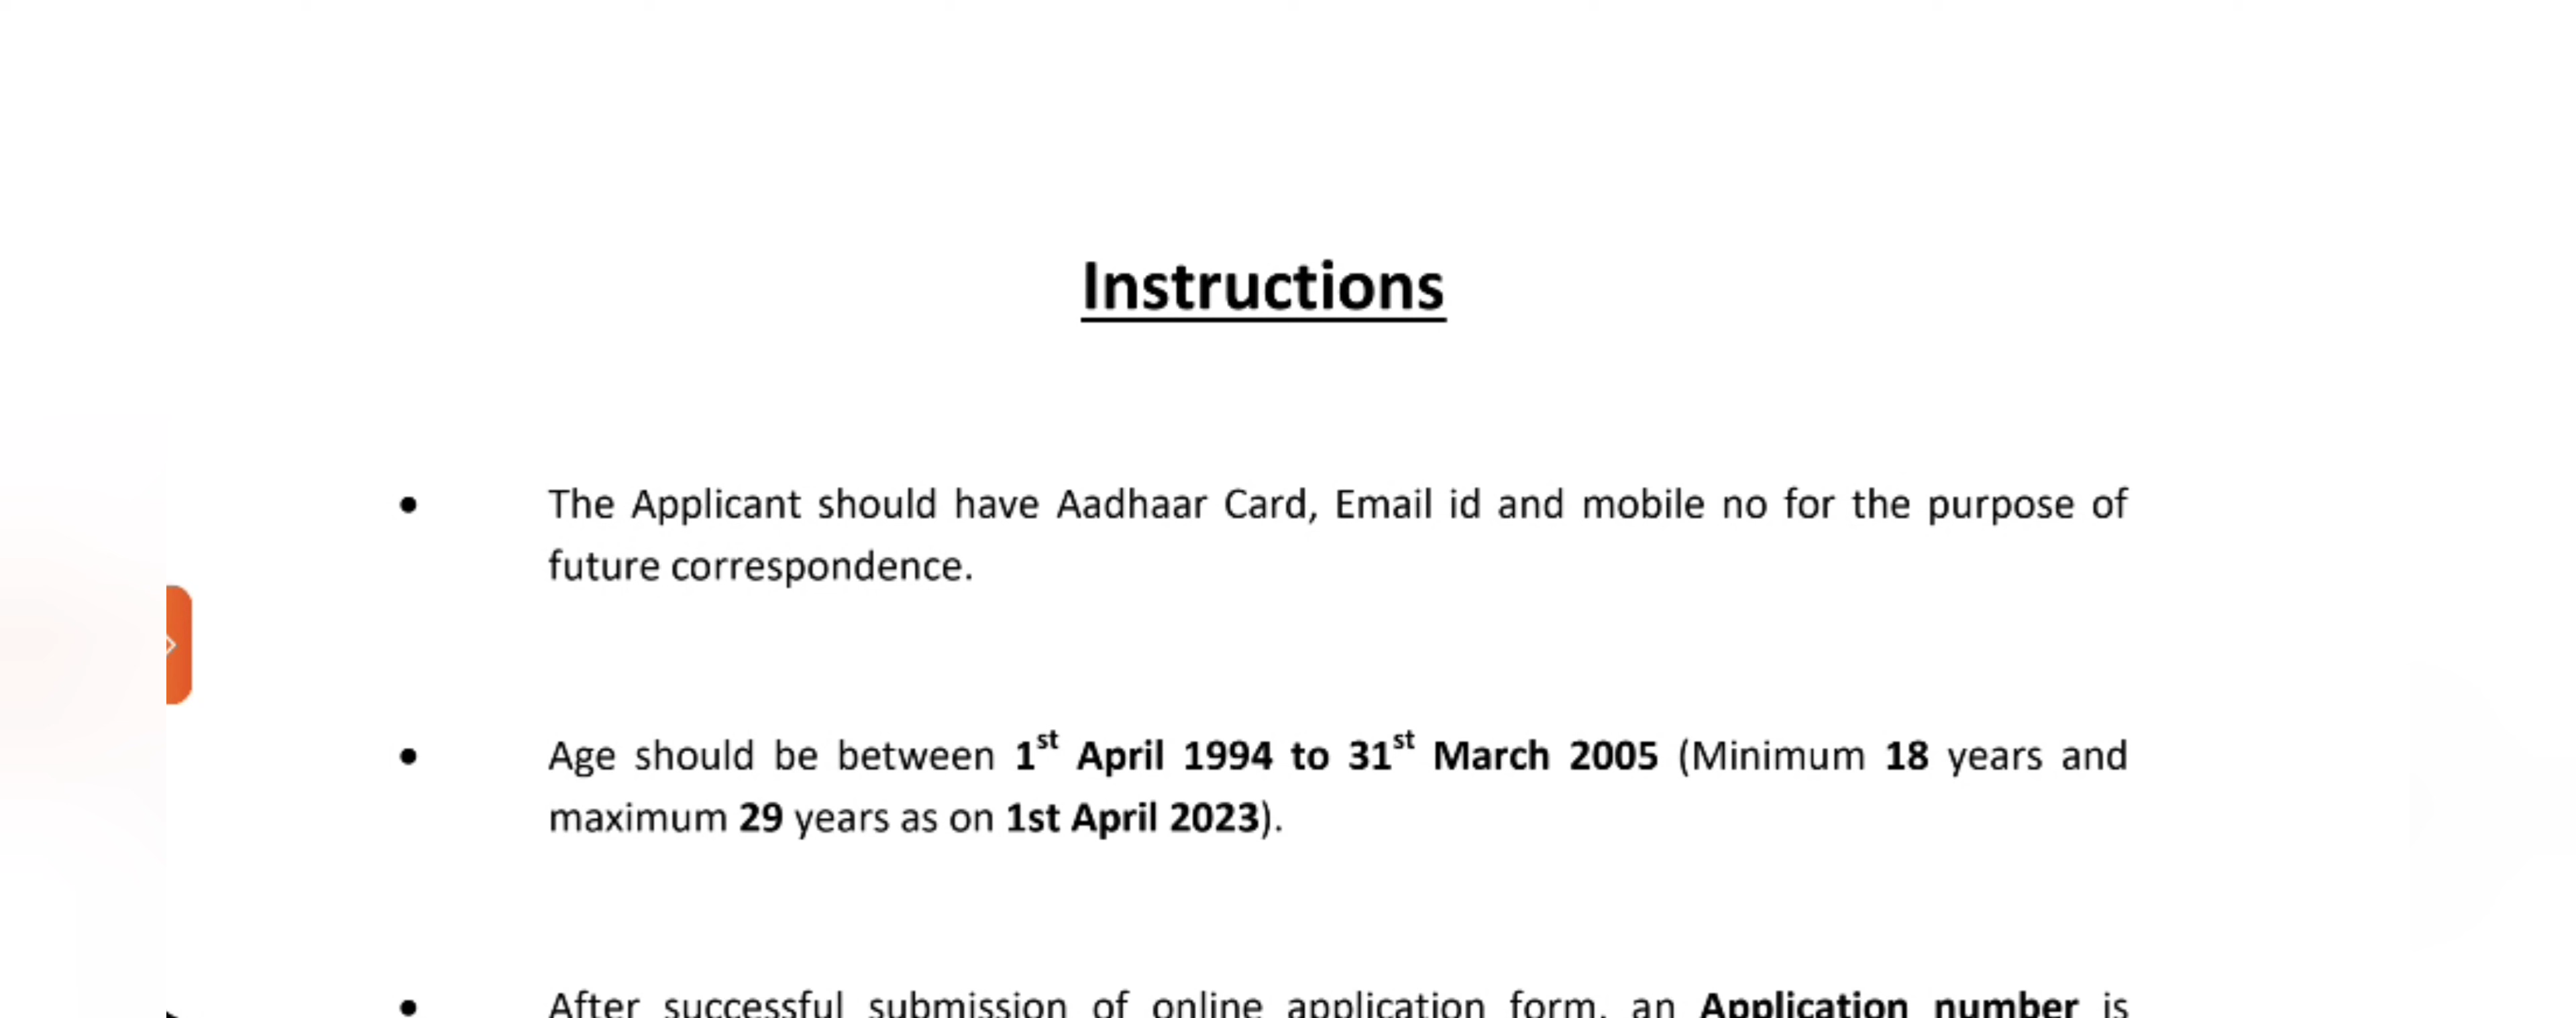 Instructions
• The Applicant should have Aadhaar Card, Email id and mobile no for the purpose of
future correspondence.
• Age should be between 1st April 1994 to 31st March 2005 (Minimum 18 years and
maximum 29 years as on 1st April 2023).
• After successful submission of online application form, an Application number is